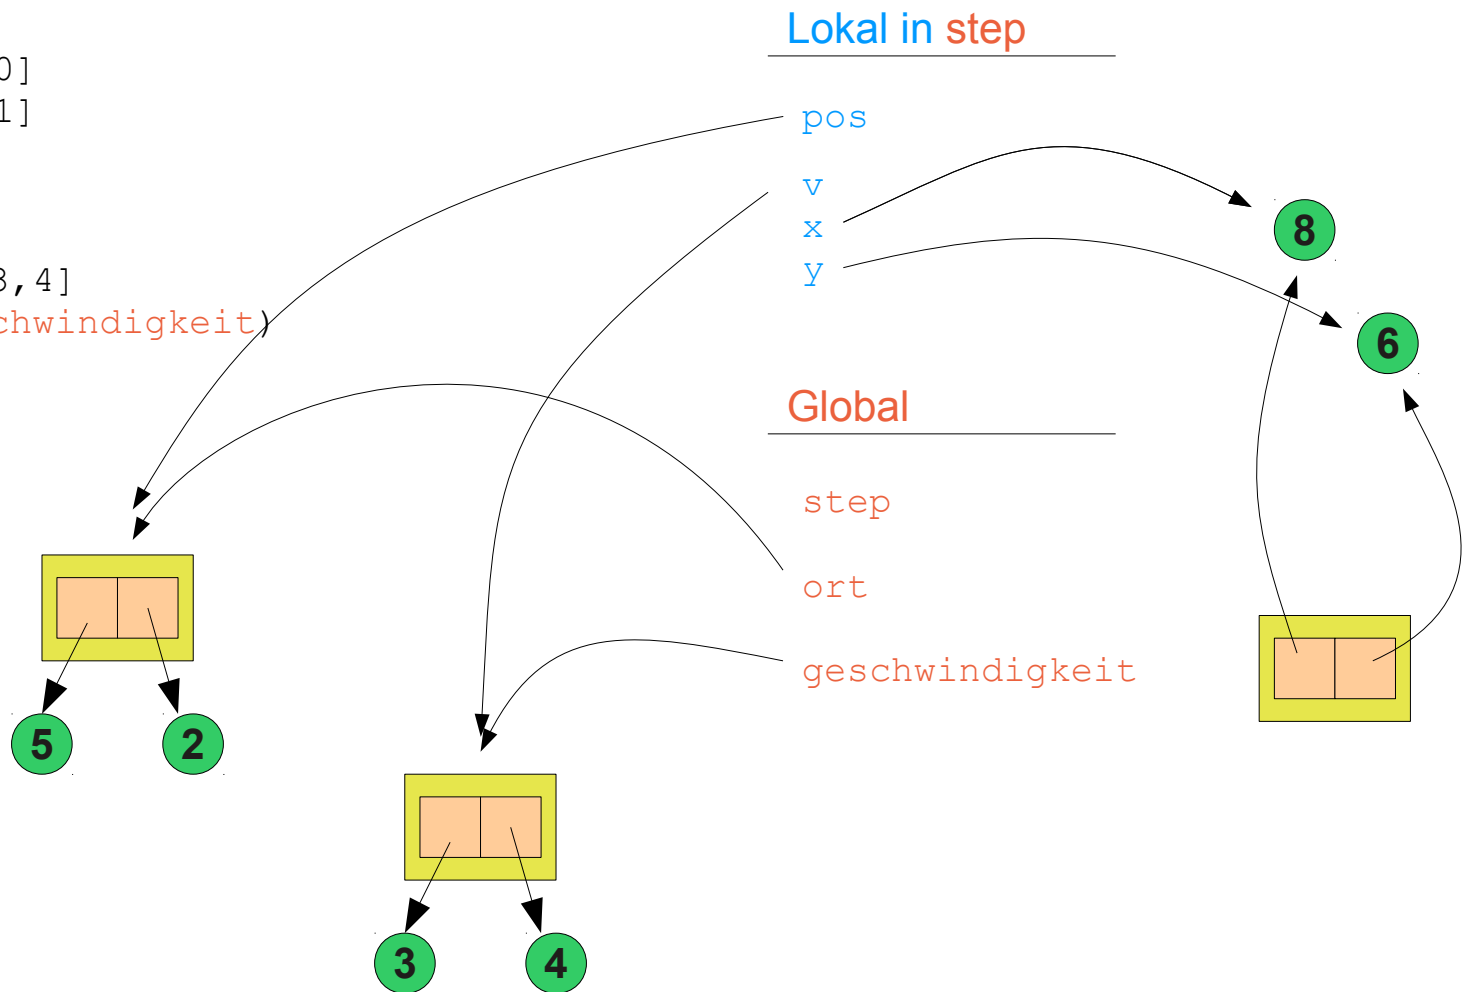 0]
1]
3,4]
chwindigkeit)
Lokal in step
pos
v
x
y
Global
step
ort
geschwindigkeit
8
6
5
2
3
4